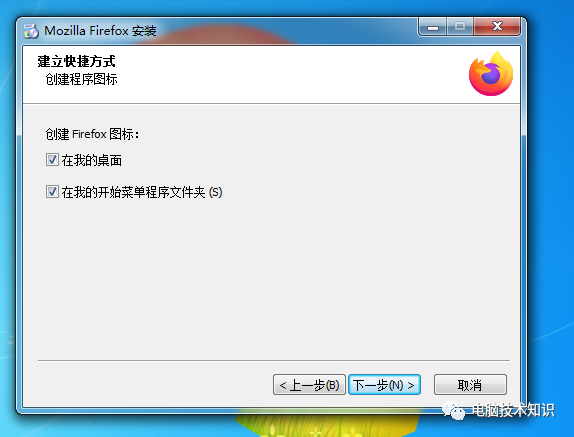 Mozilla Firefox 安装
建立快捷方式
创建程序图标
创建 Firefox 图标：
在我的桌面
在我的开始菜单程序文件夹 (S)
< 上一步(B)
下一步(N) >
取消
电脑技术知识